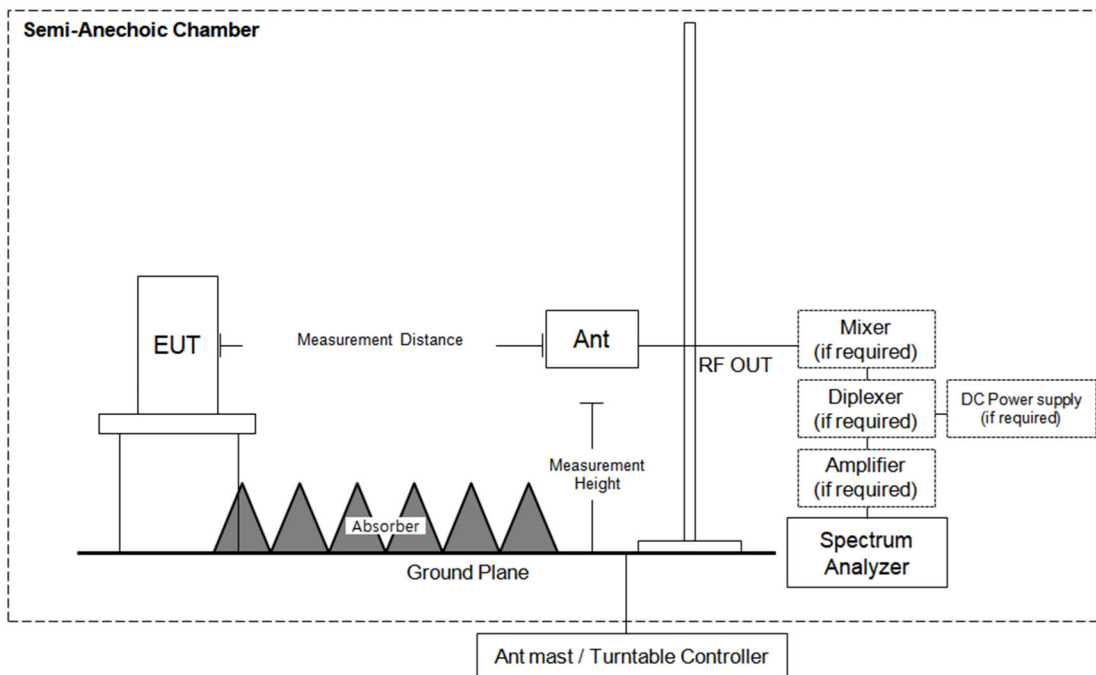 Semi-Anechoic Chamber
EUT
Measurement Distance
Ant
RF OUT
Mixer
(if required)
Diplexer
(if required)
DC Power supply
(if required)
Amplifier
(if required)
Spectrum
Analyzer
Measurement
Height
Absorber
Ground Plane
Ant mast / Turntable Controller